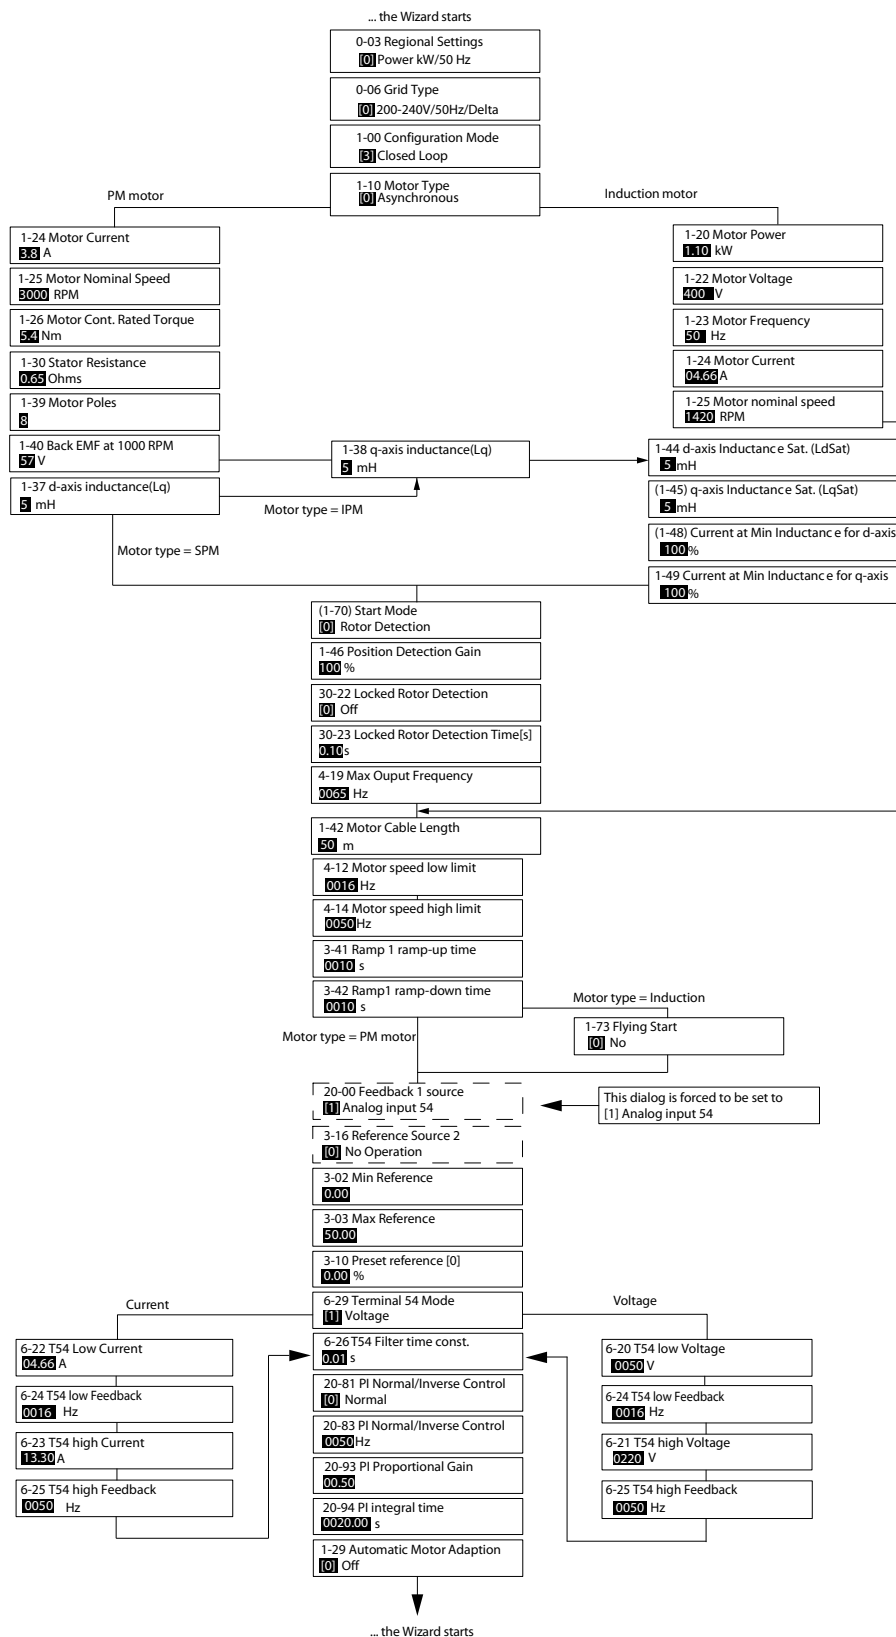 ... the Wizard starts
0-03 Regional Settings
[0] Power kW/50 Hz
0-06 Grid Type
[0] 200-240V/50Hz/Delta
1-00 Configuration Mode
[3] Closed Loop
1-10 Motor Type
[0] Asynchronous
PM motor
Induction motor
1-24 Motor Current
3.8 A
1-25 Motor Nominal Speed
3000 RPM
1-26 Motor Cont. Rated Torque
5.4 Nm
1-30 Stator Resistance
0.65 Ohms
1-39 Motor Poles
8
1-40 Back EMF at 1000 RPM
57 V
1-37 d-axis inductance(Lq)
5 mH
1-20 Motor Power
1.10 kW
1-22 Motor Voltage
400 V
1-23 Motor Frequency
50 Hz
1-24 Motor Current
04.66 A
1-25 Motor nominal speed
1420 RPM
1-38 q-axis inductance(Lq)
5 mH
Motor type = IPM
Motor type = SPM
1-44 d-axis Inductance Sat. (LdSat)
5 mH
(1-45) q-axis Inductance Sat. (LqSat)
5 mH
(1-48) Current at Min Inductance for d-axis
100 %
1-49 Current at Min Inductance for q-axis
100 %
(1-70) Start Mode
[0] Rotor Detection
1-46 Position Detection Gain
100 %
30-22 Locked Rotor Detection
[0] Off
30-23 Locked Rotor Detection Time[s]
0.10 s
4-19 Max Ouput Frequency
0065 Hz
1-42 Motor Cable Length
50 m
4-12 Motor speed low limit
0016 Hz
4-14 Motor speed high limit
0050 Hz
3-41 Ramp 1 ramp-up time
0010 s
3-42 Ramp1 ramp-down time
0010 s
Motor type = Induction
1-73 Flying Start
[0] No
Motor type = PM motor
20-00 Feedback 1 source
[1] Analog input 54
This dialog is forced to be set to
[1] Analog input 54
3-16 Reference Source 2
[0] No Operation
3-02 Min Reference
0.00
3-03 Max Reference
50.00
3-10 Preset reference [0]
0.00 %
6-29 Terminal 54 Mode
[1] Voltage
Current
Voltage
6-22 T54 Low Current
04.66 A
6-24 T54 low Feedback
0016 Hz
6-23 T54 high Current
13.30 A
6-25 T54 high Feedback
0050 Hz
6-26 T54 Filter time const.
0.01 s
20-81 PI Normal/Inverse Control
[0] Normal
20-83 PI Normal/Inverse Control
0050 Hz
20-93 PI Proportional Gain
00.50
20-94 PI integral time
0020.00 s
1-29 Automatic Motor Adaption
[0] Off
6-20 T54 low Voltage
0050 V
6-24 T54 low Feedback
0016 Hz
6-21 T54 high Voltage
0220 V
6-25 T54 high Feedback
0050 Hz
... the Wizard starts